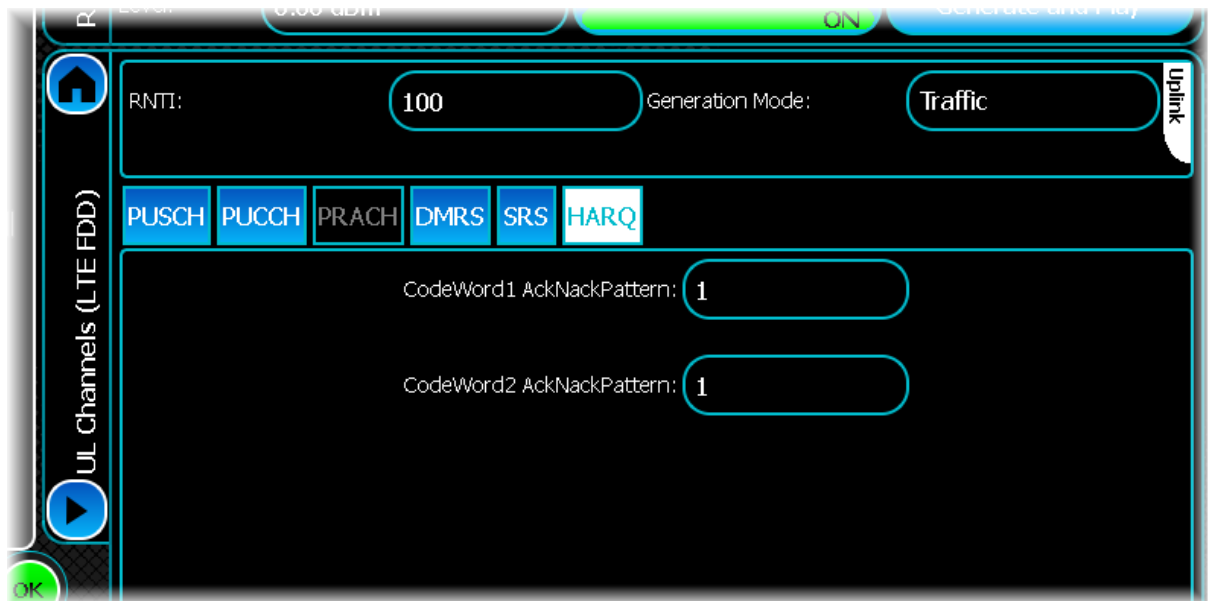 ON
RNTI:
100
Generation Mode:
Traffic
Uplink
UL Channels (LTE FDD)
PUSCH
PUCCH
PRACH
DMRS
SRS
HARQ
CodeWord1 AckNackPattern:
1
CodeWord2 AckNackPattern:
1
OK